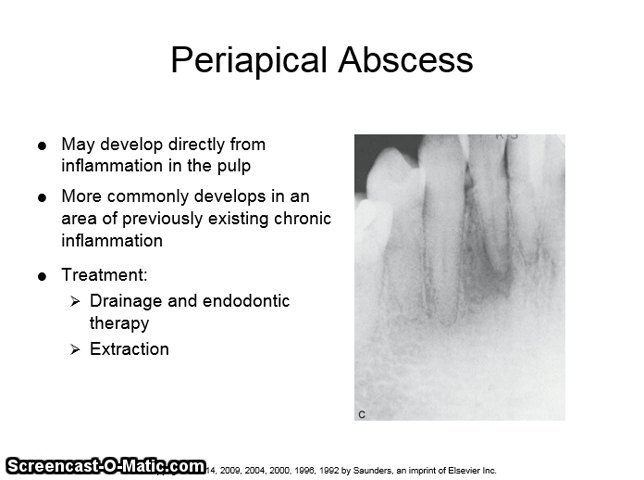 Periapical Abscess
● May develop directly from
inflammation in the pulp
● More commonly develops in an
area of previously existing chronic
inflammation
● Treatment:
➢ Drainage and endodontic
therapy
➢ Extraction
C
Screencast-O-Matic.com
14, 2009, 2004, 2000, 1996, 1992 by Saunders, an imprint of Elsevier Inc.